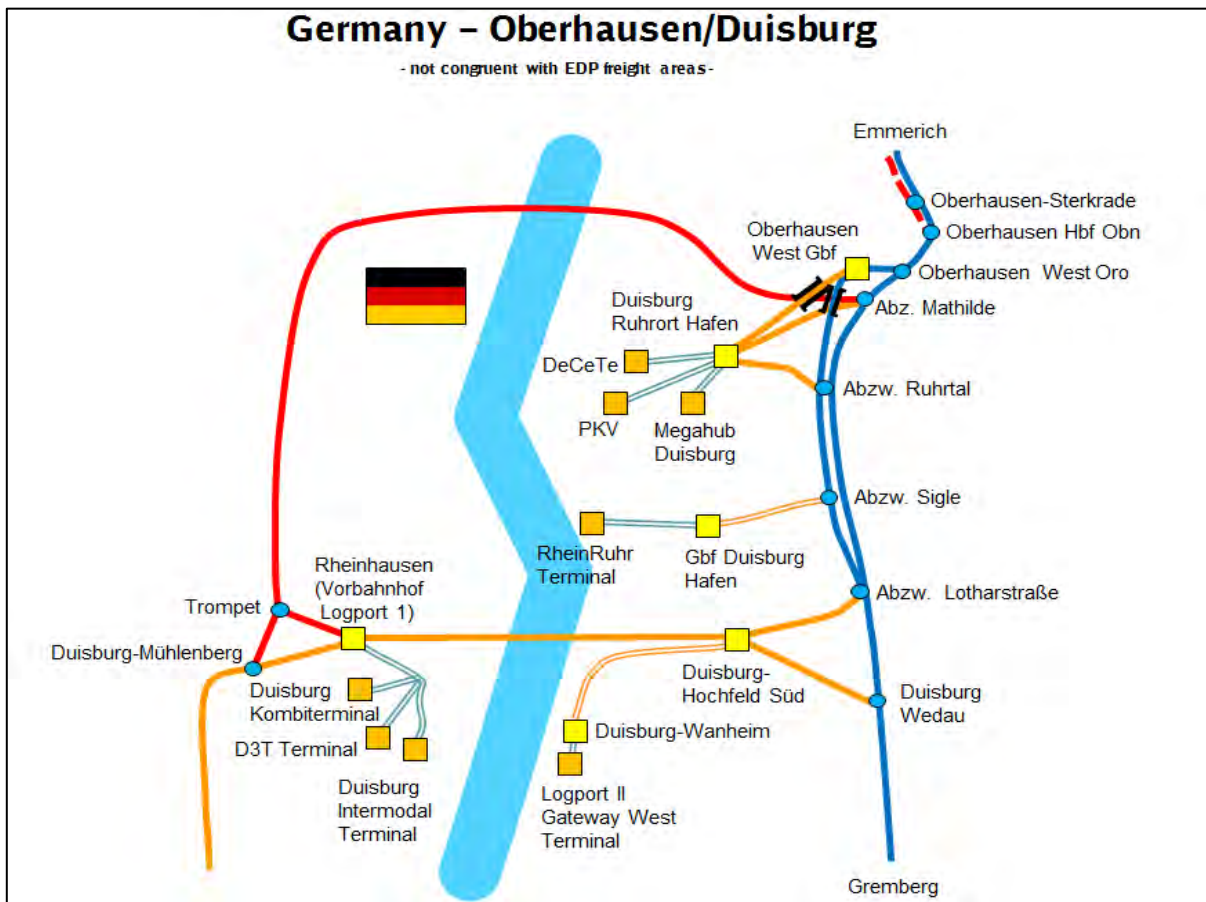 Germany – Oberhausen/Duisburg
- not congruent with EDP freight areas -
Emmerich
Oberhausen-Sterkrade
Oberhausen Hbf Obn
Oberhausen
West Gbf
Oberhausen West Oro
Abz. Mathilde
Duisburg
Ruhrort Hafen
DeCeTe
PKV
Megahub
Duisburg
Abzw. Ruhrtal
Abzw. Sigle
RheinRuhr
Terminal
Gbf Duisburg
Hafen
Rheinhausen
(Vorbahnhof
Logport 1)
Trompet
Abzw. Lotharstraße
Duisburg-Mühlenberg
Duisburg
Kombiterminal
D3T Terminal
Duisburg
Intermodal
Terminal
Duisburg-
Hochfeld Süd
Duisburg
Wedau
Duisburg-Wanheim
Logport II
Gateway West
Terminal
Gremberg